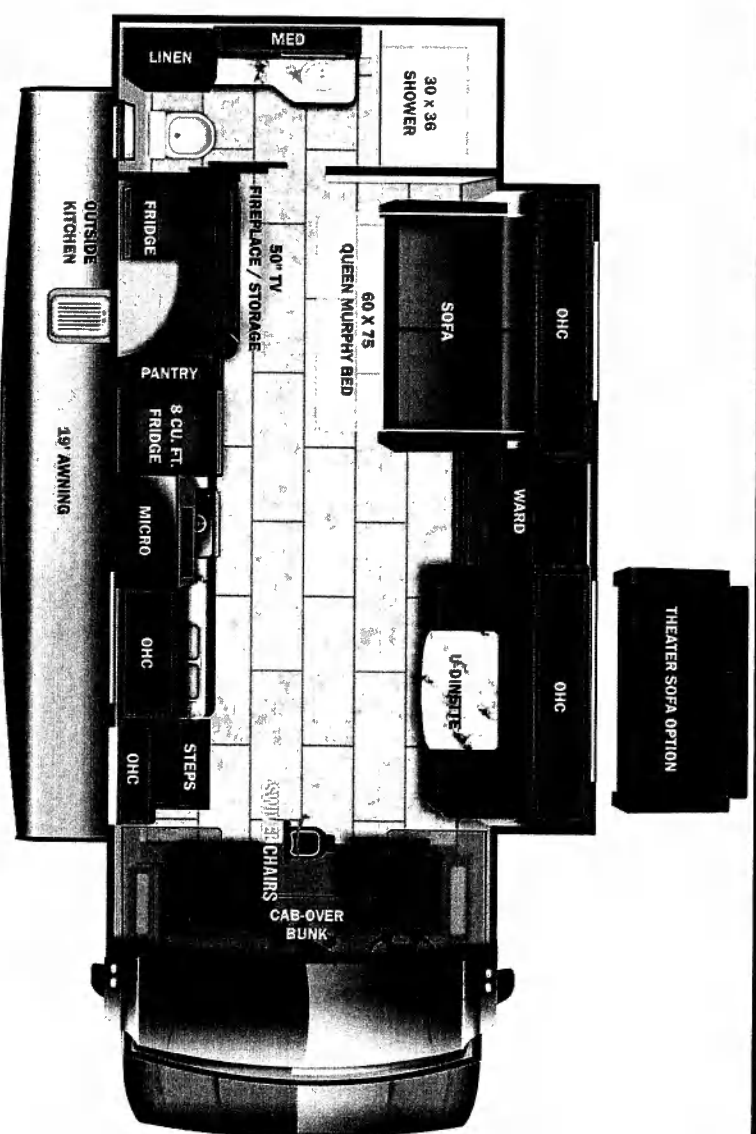 LINEN
MED
30 x 36
SHOWER
OUTSIDE
KITCHEN
FRIDGE
50" TV
FIREPLACE / STORAGE
60 X 75
QUEEN MURPHY BED
SOFA
OHC
PANTRY
8 CU. FT.
FRIDGE
19' AWNING
MICRO
WARD
OHC
U-DINETTE
OHC
THEATER SOFA OPTION
STEPS
OHC
CHAIRS
CAB-OVER
BUNK